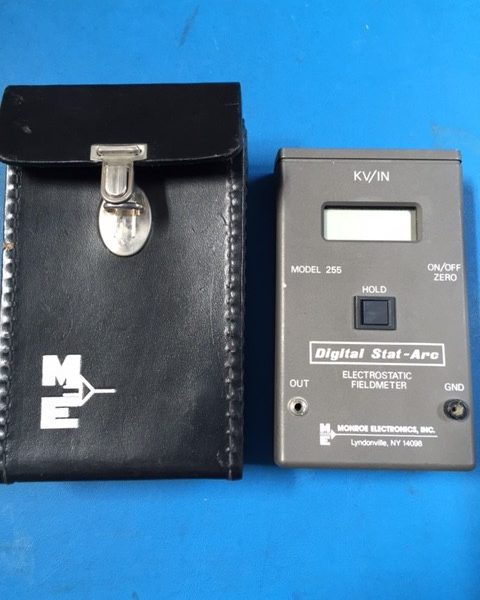 M
E
KV/IN
MODEL 255
ON/OFF
ZERO
HOLD
Digital Stat-Arc
ELECTROSTATIC
FIELDMETER
OUT
GND
ME MONROE ELECTRONICS, INC.
Lyndonville, NY 14098